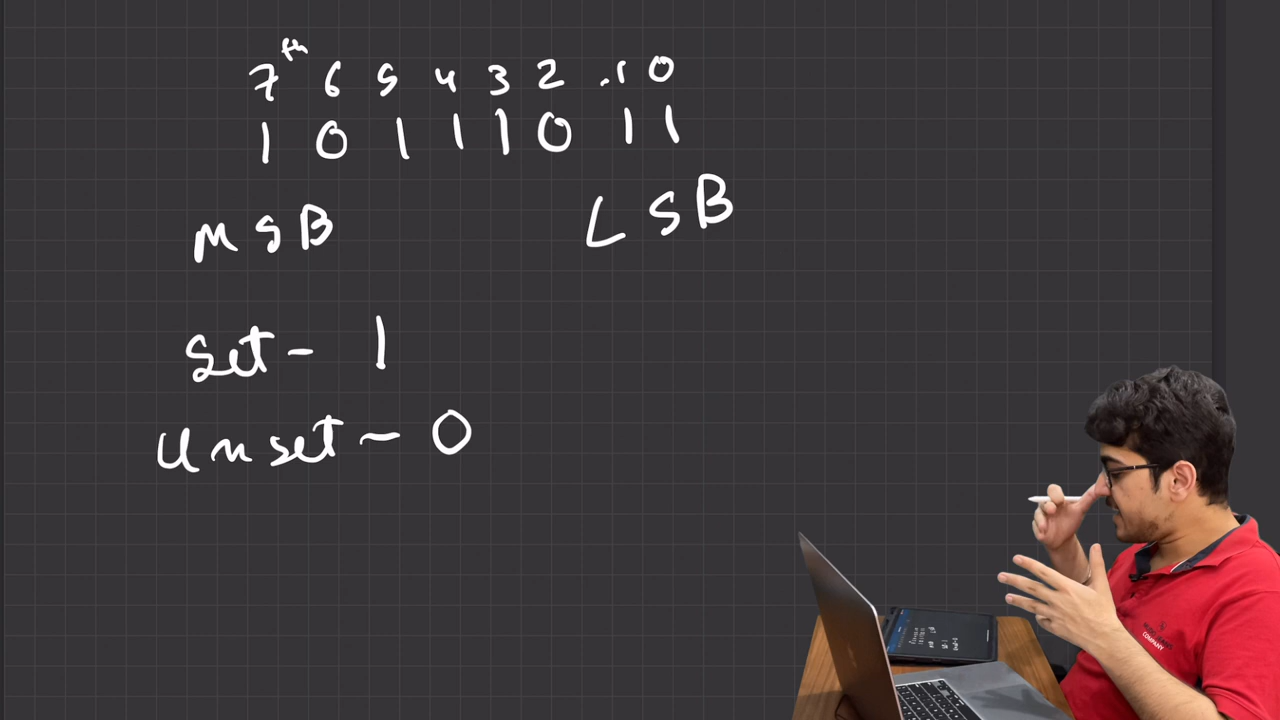 7th 6 5 4 3 2 1 0
1 0 1 1 1 0 1 1
MSB LSB
Set - 1
Unset - 0
COMPANY